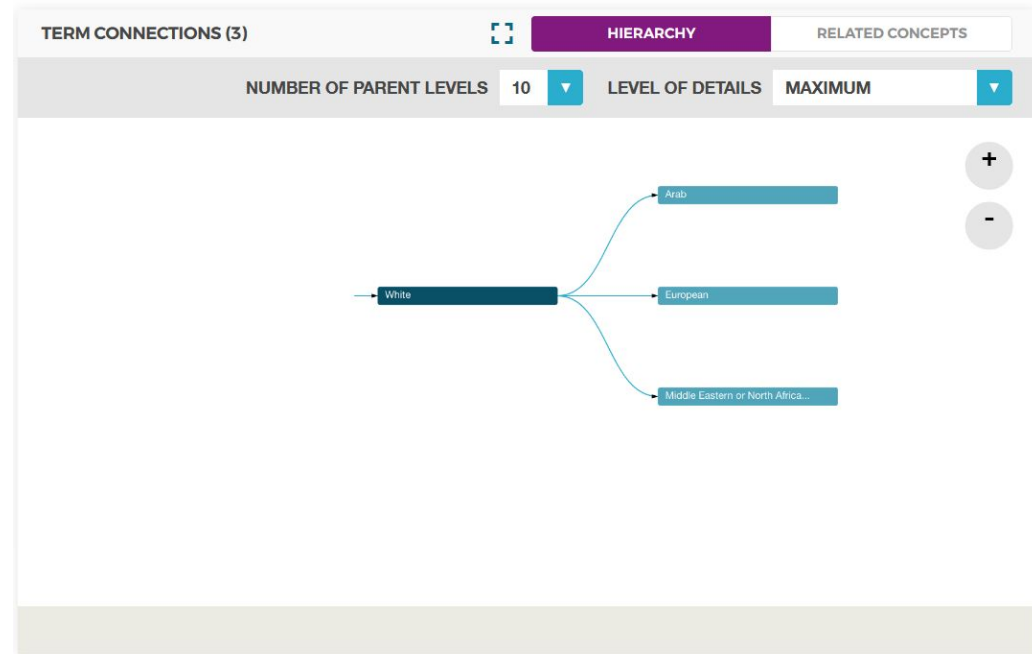 TERM CONNECTIONS (3)
HIERARCHY
RELATED CONCEPTS
NUMBER OF PARENT LEVELS 10 LEVEL OF DETAILS MAXIMUM
+
-
Arab
White
European
Middle Eastern or North Africa...